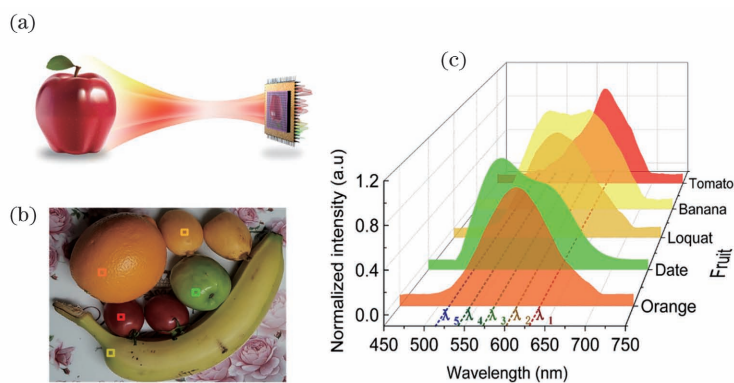 (a)
(b)
(c)
Normalized intensity (a.u)
1.2
0.8
0.4
0.0
450 500 550 600 650 700 750
Wavelength (nm)
λ5 λ4 λ3 λ2 λ1
Tomato
Banana
Loquat
Date
Orange
Fruit